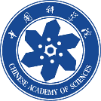 中国科学院
CHINESE ACADEMY OF SCIENCES